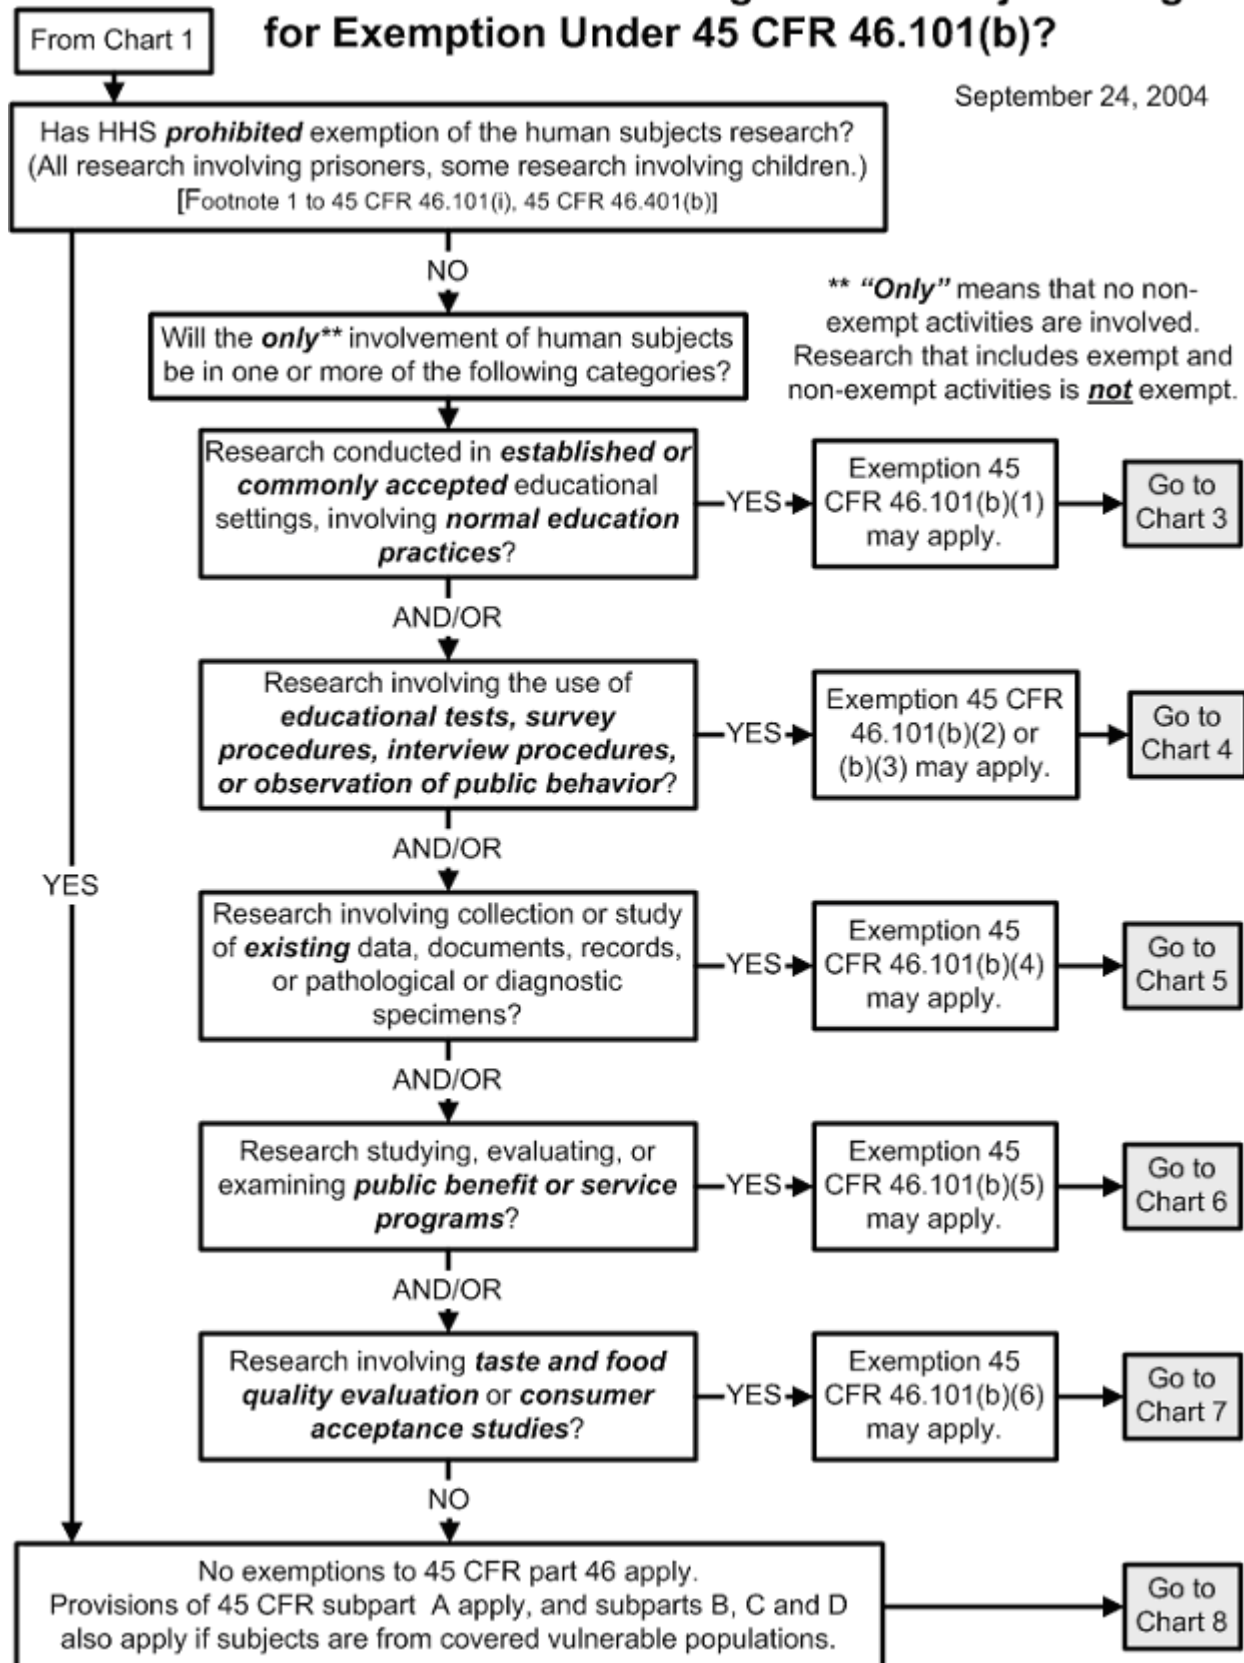 From Chart 1
for Exemption Under 45 CFR 46.101(b)?
September 24, 2004
Has HHS prohibited exemption of the human subjects research?
(All research involving prisoners, some research involving children.)
[Footnote 1 to 45 CFR 46.101(i), 45 CFR 46.401(b)]
NO
** “Only” means that no non-
exempt activities are involved.
Research that includes exempt and
non-exempt activities is not exempt.
Will the only** involvement of human subjects
be in one or more of the following categories?
Research conducted in established or
commonly accepted educational
settings, involving normal education
practices?
YES
Exemption 45
CFR 46.101(b)(1)
may apply.
Go to
Chart 3
AND/OR
Research involving the use of
educational tests, survey
procedures, interview procedures,
or observation of public behavior?
YES
Exemption 45 CFR
46.101(b)(2) or
(b)(3) may apply.
Go to
Chart 4
AND/OR
YES
Research involving collection or study
of existing data, documents, records,
or pathological or diagnostic
specimens?
YES
Exemption 45
CFR 46.101(b)(4)
may apply.
Go to
Chart 5
AND/OR
Research studying, evaluating, or
examining public benefit or service
programs?
YES
Exemption 45
CFR 46.101(b)(5)
may apply.
Go to
Chart 6
AND/OR
Research involving taste and food
quality evaluation or consumer
acceptance studies?
YES
Exemption 45
CFR 46.101(b)(6)
may apply.
Go to
Chart 7
NO
No exemptions to 45 CFR part 46 apply.
Provisions of 45 CFR subpart A apply, and subparts B, C and D
also apply if subjects are from covered vulnerable populations.
Go to
Chart 8